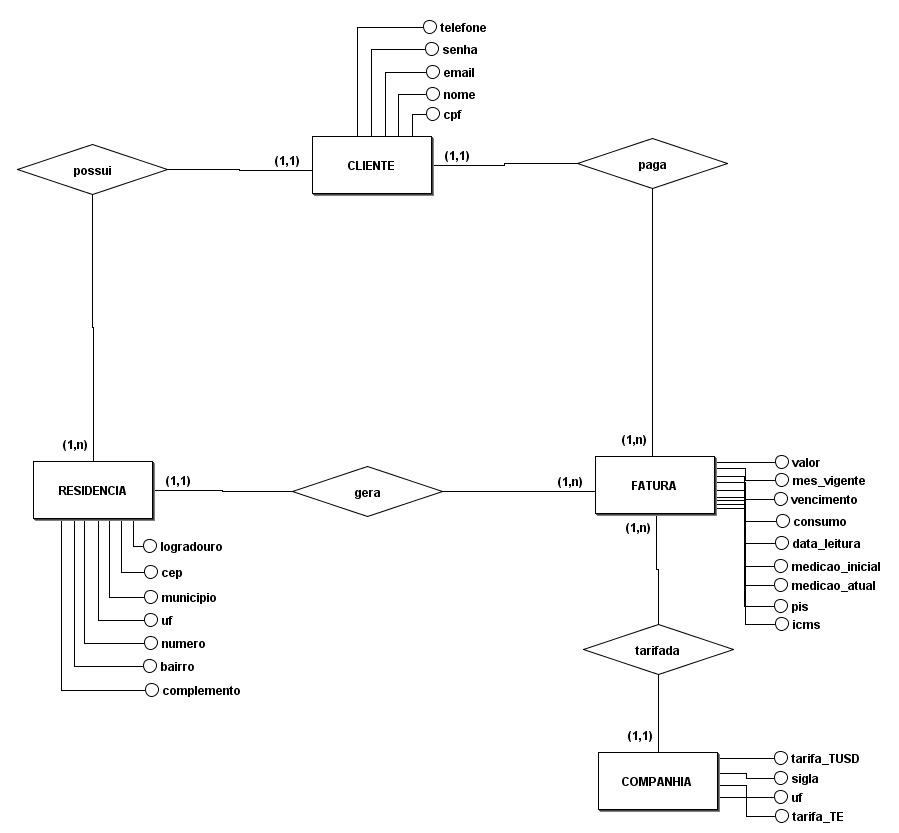 telefone
senha
email
nome
cpf
possui
(1,1)
CLIENTE
(1,1)
paga
(1,n)
(1,n)
RESIDENCIA
(1,1)
gera
(1,n)
FATURA
(1,n)
valor
mes_vigente
vencimento
consumo
data_leitura
medicao_inicial
medicao_atual
pis
icms
logradouro
cep
municipio
uf
numero
bairro
complemento
tarifada
(1,1)
COMPANHIA
tarifa_TUSD
sigla
uf
tarifa_TE